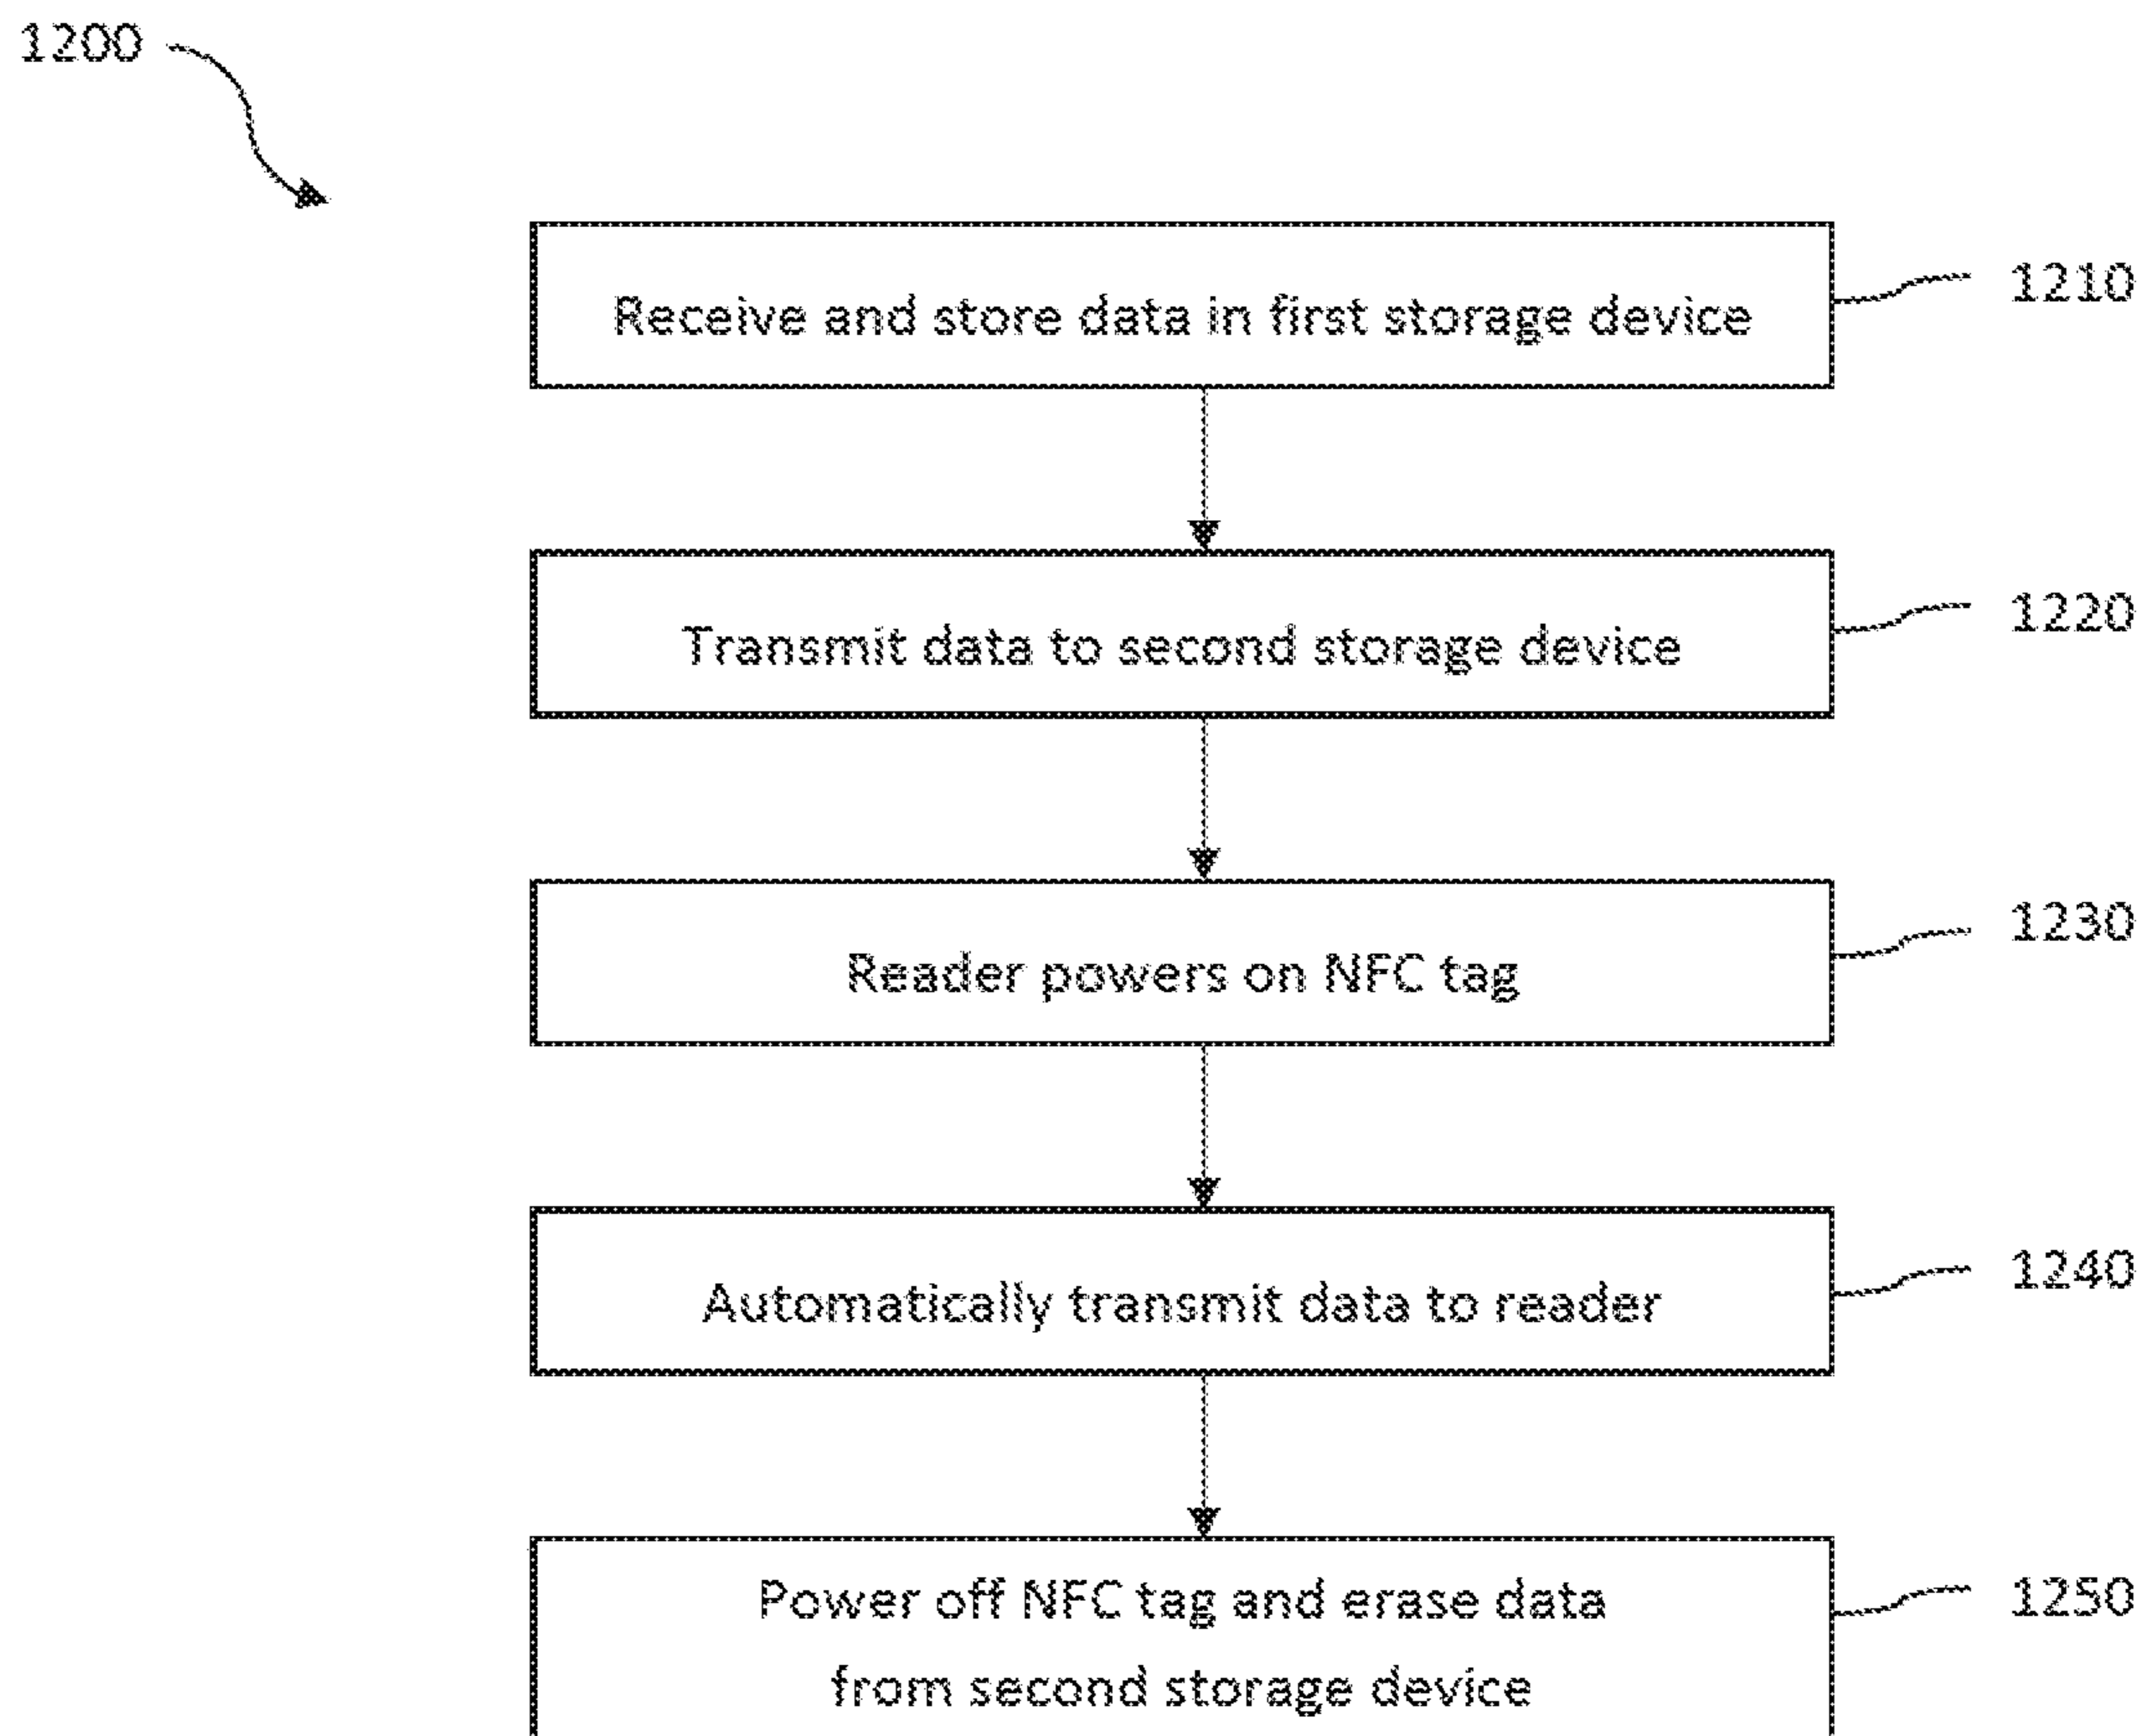 1200
Receive and store data in first storage device
1210
Transmit data to second storage device
1220
Reader powers on NFC tag
1230
Automatically transmit data to reader
1240
Power off NFC tag and erase data
from second storage device
1250